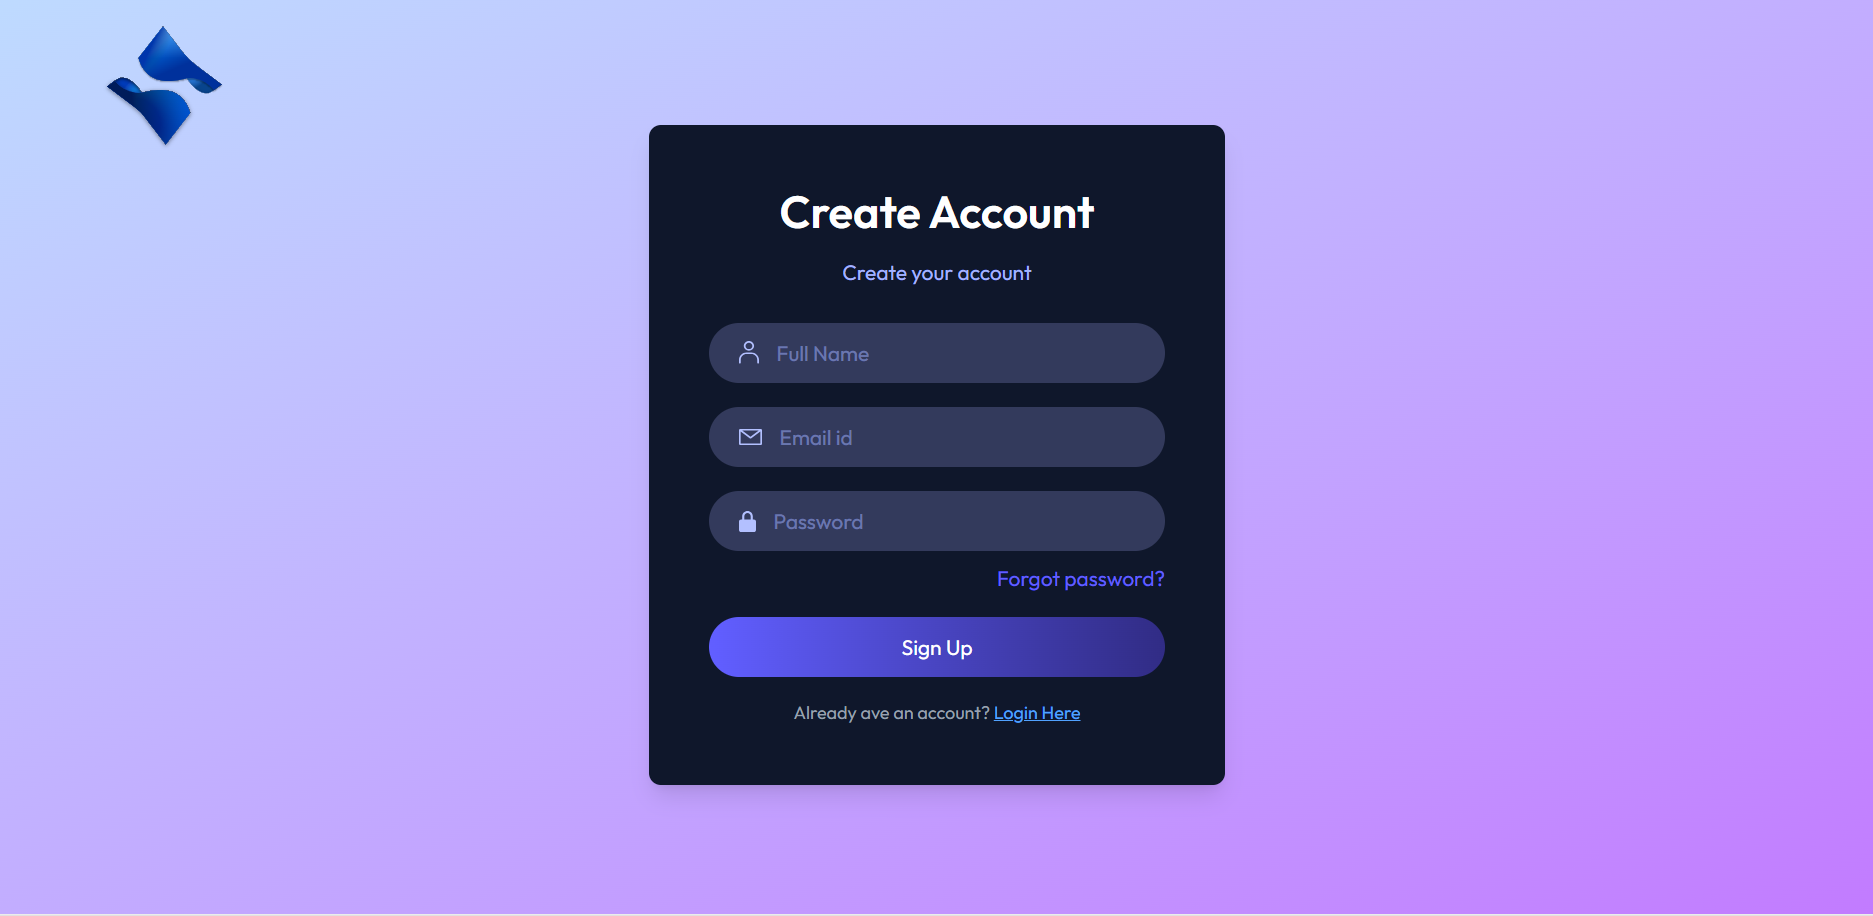 Create Account
Create your account
Full Name
Email id
Password
Forgot password?
Sign Up
Already ave an account? Login Here